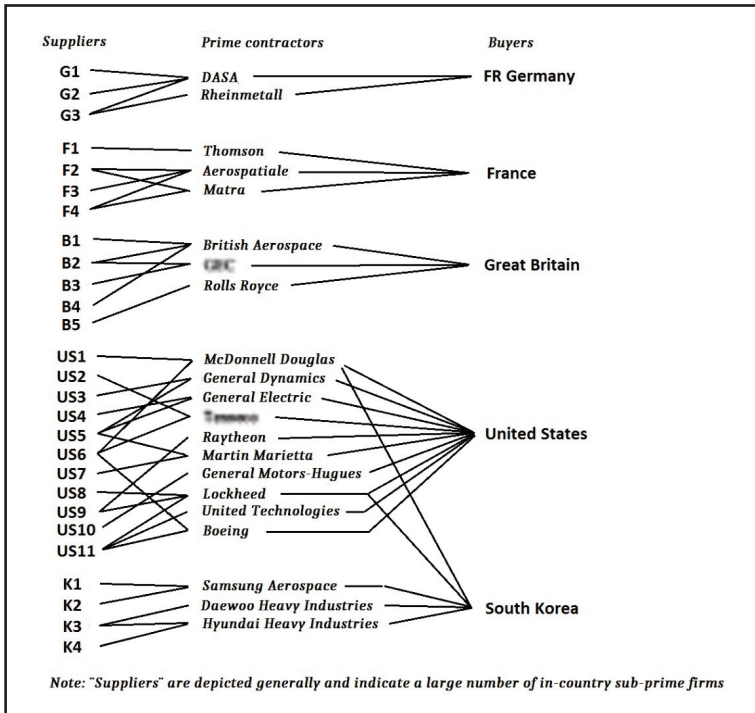 Suppliers Prime contractors Buyers
G1 DASA FR Germany
G2 Rheinmetall
G3
F1 Thomson
F2 Aerospatiale France
F3 Matra
F4
B1 British Aerospace
B2 Great Britain
B3 Rolls Royce
B4
B5
US1 McDonnell Douglas
US2 General Dynamics
US3 General Electric
US4
US5 Raytheon United States
US6 Martin Marietta
US7 General Motors-Hugues
US8 Lockheed
US9 United Technologies
US10 Boeing
US11
K1 Samsung Aerospace
K2 Daewoo Heavy Industries South Korea
K3 Hyundai Heavy Industries
K4
Note: "Suppliers" are depicted generally and indicate a large number of in-country sub-prime firms